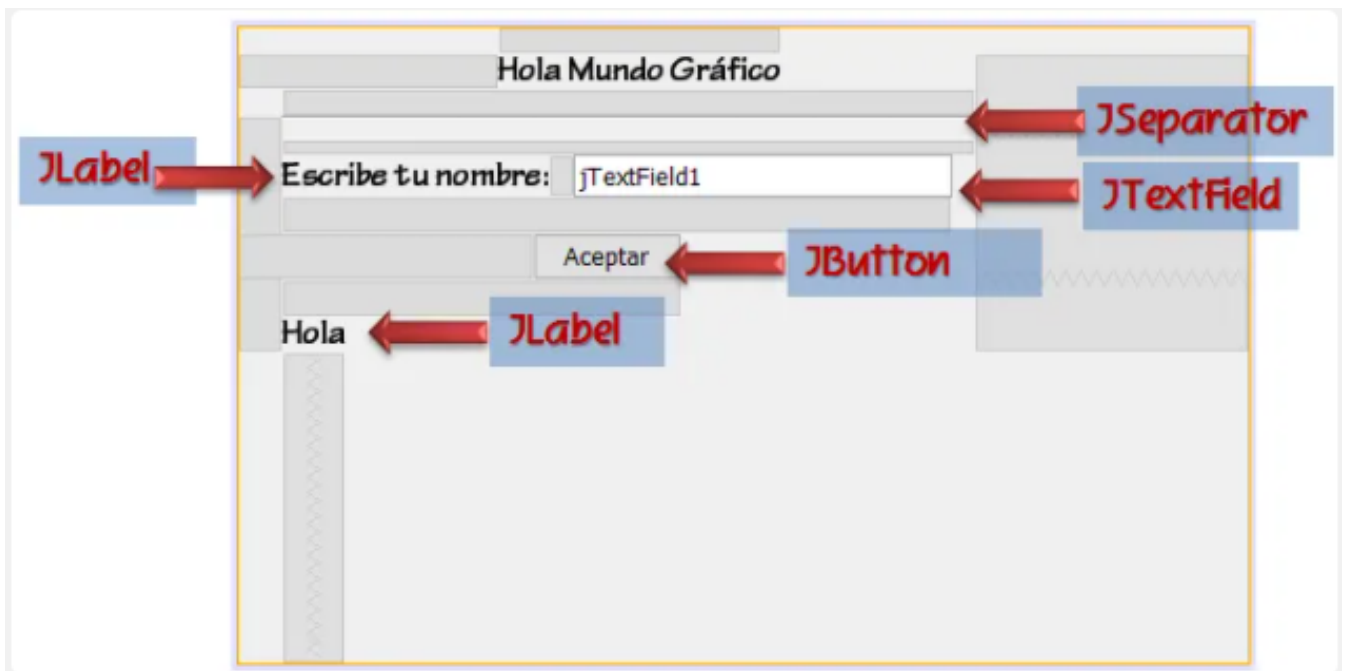 Hola Mundo Gráfico
JSeparator
JLabel
Escribe tu nombre:
jTextField1
JTextField
Aceptar
JButton
Hola
JLabel